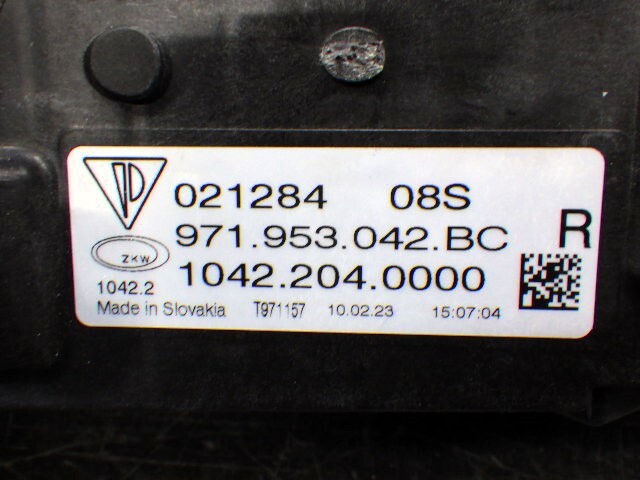 021284 08S
971.953.042.BC R
ZKW 1042.204.0000
1042.2
Made in Slovakia T971157 10.02.23 15:07:04